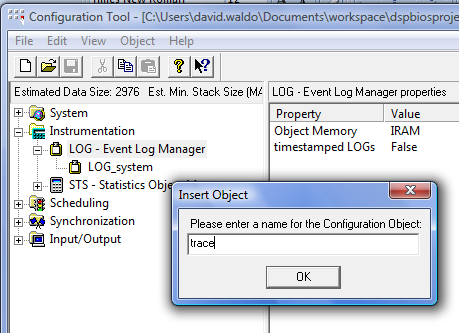 Configuration Tool - [C:\Users\david.waldo\Documents\workspace\dspbiosproje
File View Object Help
Estimated Data Size: 2976 Est. Min. Stack Size (MA
LOG - Event Log Manager properties
System
Instrumentation
LOG - Event Log Manager
LOG_system
STS - Statistics Obje
Scheduling
Synchronization
Input/Output
Property Value
Object Memory IRAM
timestamped LOGs False
Insert Object
Please enter a name for the Configuration Object:
trace
OK